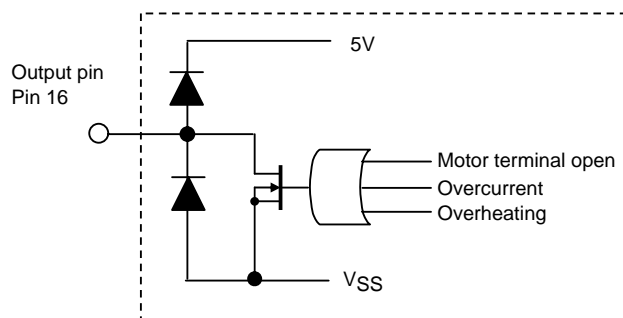 5V
Output pin
Pin 16
Motor terminal open
Overcurrent
Overheating
VSS